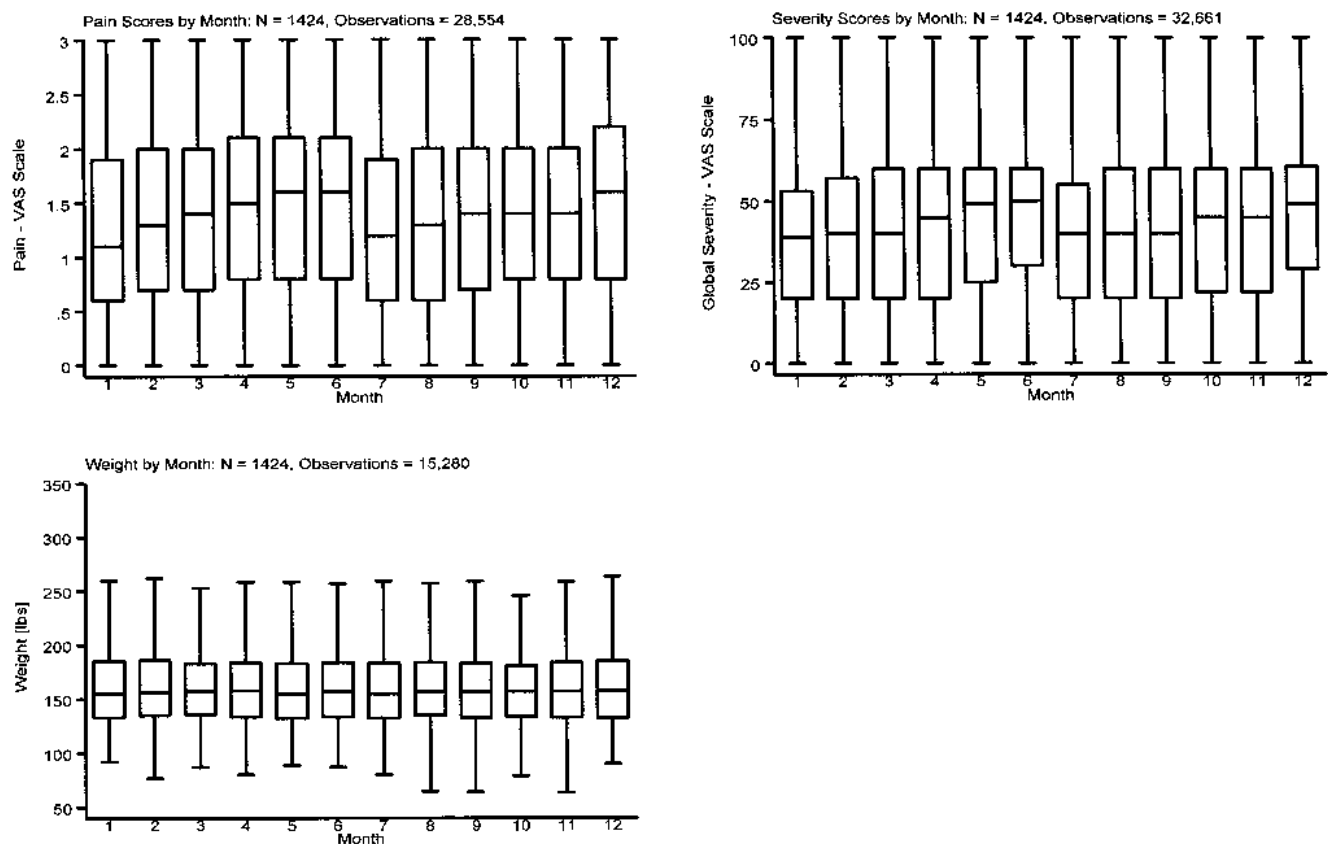 Pain Scores by Month: N = 1424, Observations = 28,554
Pain - VAS Scale
3
2.5
2
1.5
1
.5
0
1 2 3 4 5 6 7 8 9 10 11 12
Month
Severity Scores by Month: N = 1424, Observations = 32,661
Global Severity - VAS Scale
100
75
50
25
0
1 2 3 4 5 6 7 8 9 10 11 12
Month
Weight by Month: N = 1424, Observations = 15,280
Weight [lbs]
350
300
250
200
150
100
50
1 2 3 4 5 6 7 8 9 10 11 12
Month